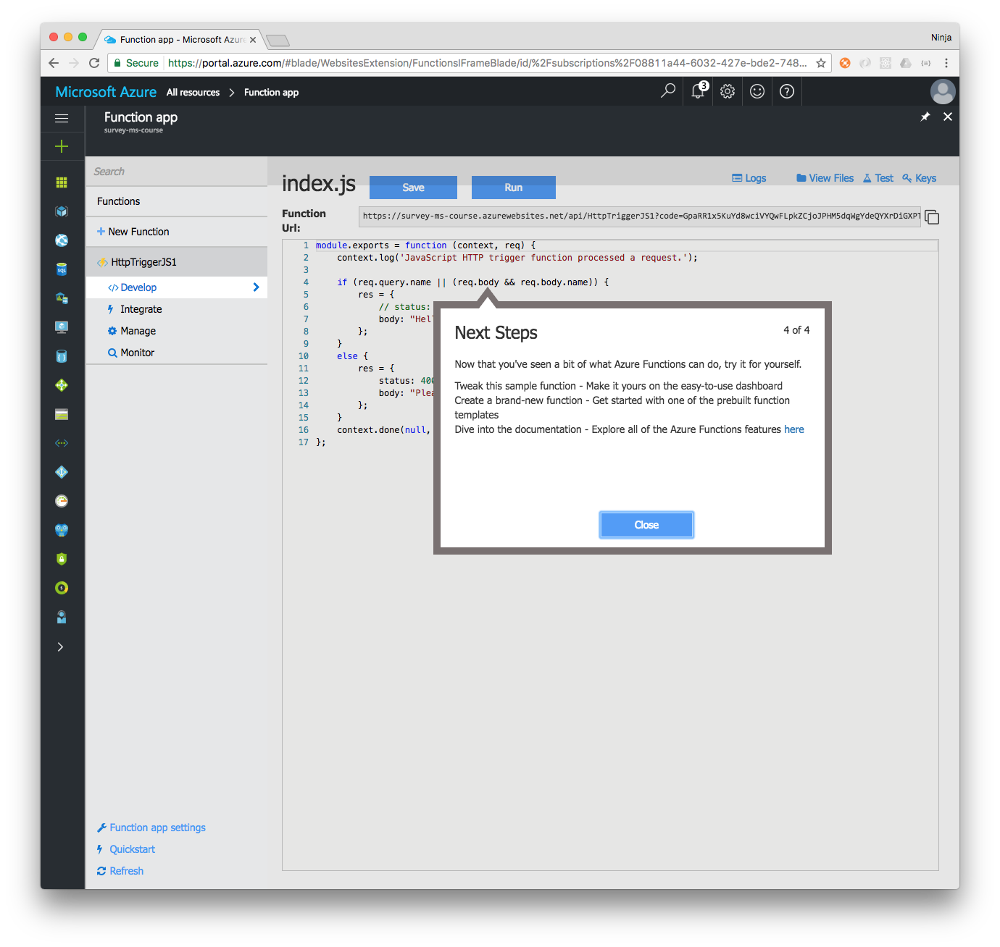 Function app - Microsoft Azure
Ninja
Secure
https://portal.azure.com/#blade/WebsitesExtension/FunctionsIFrameBlade/id/%2Fsubscriptions%2F08811a44-6032-427e-bde2-748...
Microsoft Azure All resources > Function app
3
Function app
survey-ms-course
Search
Functions
New Function
HttpTriggerJS1
</> Develop
Integrate
Manage
Monitor
Function app settings
Quickstart
Refresh
index.js Save Run
Logs View Files Test Keys
Function
Url:
https://survey-ms-course.azurewebsites.net/api/HttpTriggerJS1?code=GpaRR1x5KuYd8wciVYQwFLpkZCjoJPHM5dqWgYdeQYXrDiGXPT
1 module.exports = function (context, req) {
2 context.log('JavaScript HTTP trigger function processed a request.');
3
4 if (req.query.name || (req.body && req.body.name)) {
5 res = {
6 // status:
7 body: "Hell
8 };
9 }
10 else {
11 res = {
12 status: 400
13 body: "Plea
14 };
15 }
16 context.done(null,
17 };
Next Steps 4 of 4
Now that you've seen a bit of what Azure Functions can do, try it for yourself.
Tweak this sample function - Make it yours on the easy-to-use dashboard
Create a brand-new function - Get started with one of the prebuilt function
templates
Dive into the documentation - Explore all of the Azure Functions features here
Close